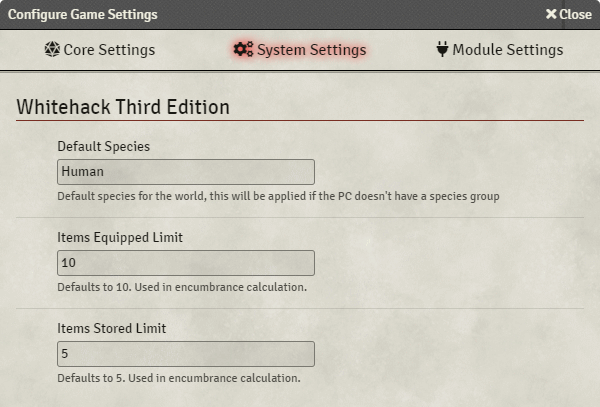 Configure Game Settings
Close
Core Settings
System Settings
Module Settings
Whitehack Third Edition
Default Species
Human
Default species for the world, this will be applied if the PC doesn't have a species group
Items Equipped Limit
10
Defaults to 10. Used in encumbrance calculation.
Items Stored Limit
5
Defaults to 5. Used in encumbrance calculation.